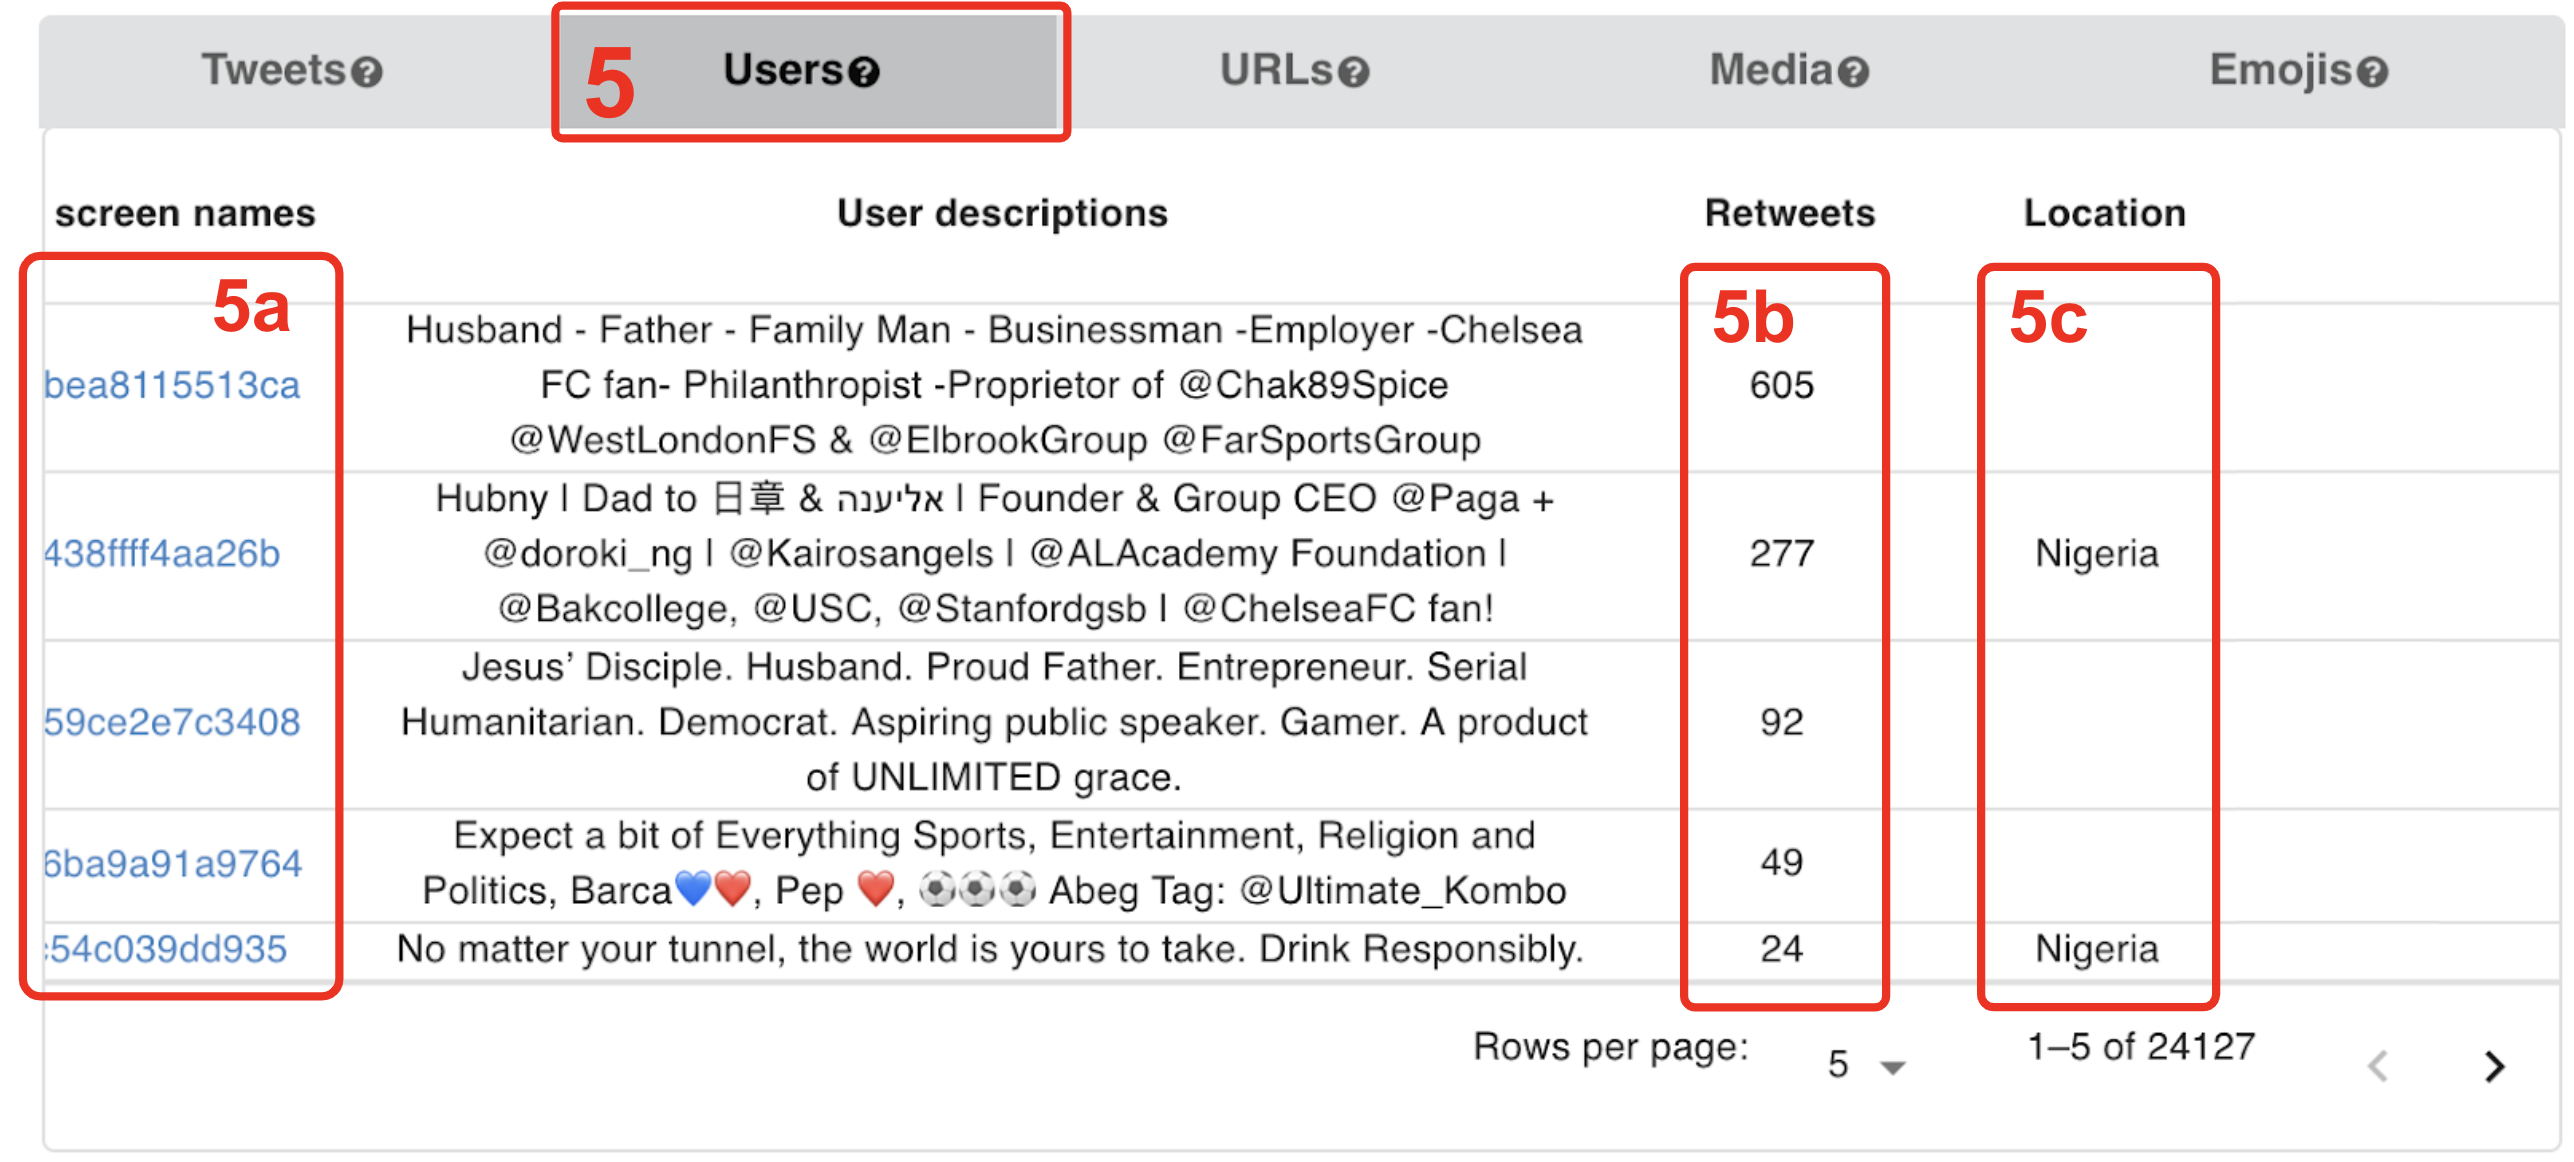 Tweets Users URLs Media Emojis
5
screen names User descriptions Retweets Location
5a 5b 5c
Husband - Father - Family Man - Businessman -Employer -Chelsea
bea8115513ca FC fan- Philanthropist -Proprietor of @Chak89Spice 605
@WestLondonFS & @ElbrookGroup @FarSportsGroup
Hubny | Dad to 日章 & אליענה | Founder & Group CEO @Paga +
438ffff4aa26b @doroki_ng | @Kairosangels | @ALAcademy Foundation | 277 Nigeria
@Bakcollege, @USC, @Stanfordgsb | @ChelseaFC fan!
Jesus’ Disciple. Husband. Proud Father. Entrepreneur. Serial
59ce2e7c3408 Humanitarian. Democrat. Aspiring public speaker. Gamer. A product 92
of UNLIMITED grace.
Expect a bit of Everything Sports, Entertainment, Religion and
6ba9a91a9764 49
Politics, Barca💙❤️, Pep ❤️, ⚽⚽⚽ Abeg Tag: @Ultimate_Kombo
54c039dd935 No matter your tunnel, the world is yours to take. Drink Responsibly. 24 Nigeria
Rows per page: 5 1–5 of 24127